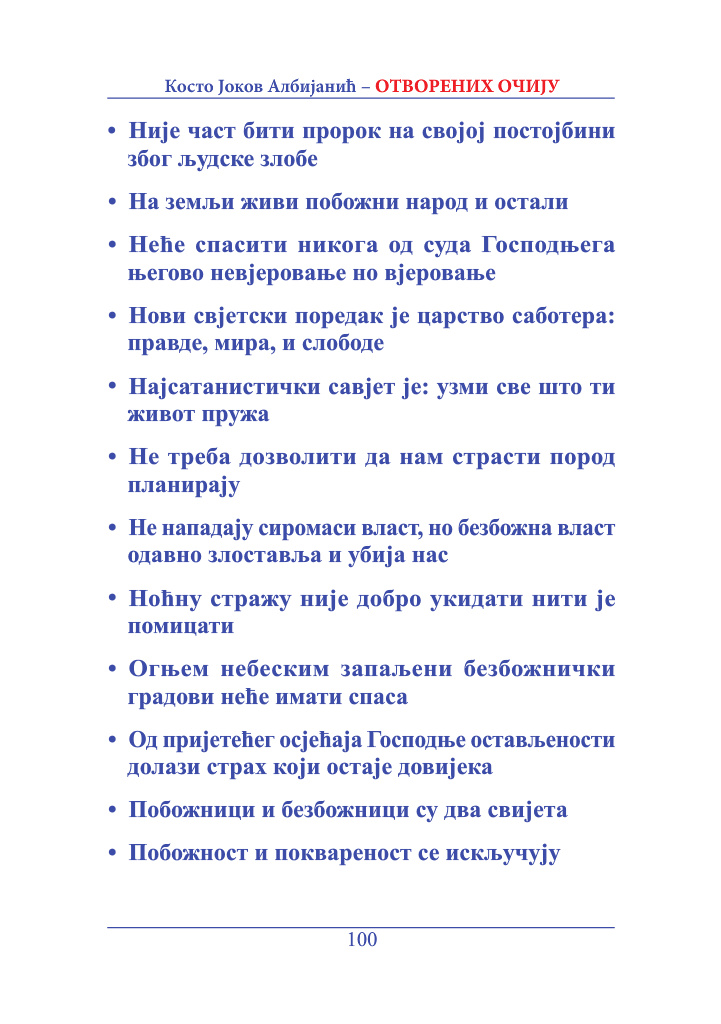 Косто Јоков Албијанић – ОТВОРЕНИХ ОЧИЈУ
• Није част бити пророк на својој постојбини
због људске злобе
• На земљи живи побожни народ и остали
• Неће спасити никога од суда Господњега
његово невјеровање но вјеровање
• Нови свјетски поредак је царство саботера:
правде, мира, и слободе
• Најсатанистички савјет је: узми све што ти
живот пружа
• Не треба дозволити да нам страсти пород
планирају
• Не нападају сиромаси власт, но безбожна власт
одавно злоставља и убија нас
• Ноћну стражу није добро укидати нити је
помицати
• Огњем небеским запаљени безбожнички
градови неће имати спаса
• Од пријетећег осјећаја Господње остављености
долази страх који остаје довијека
• Побожници и безбожници су два свијета
• Побожност и поквареност се искључују
100